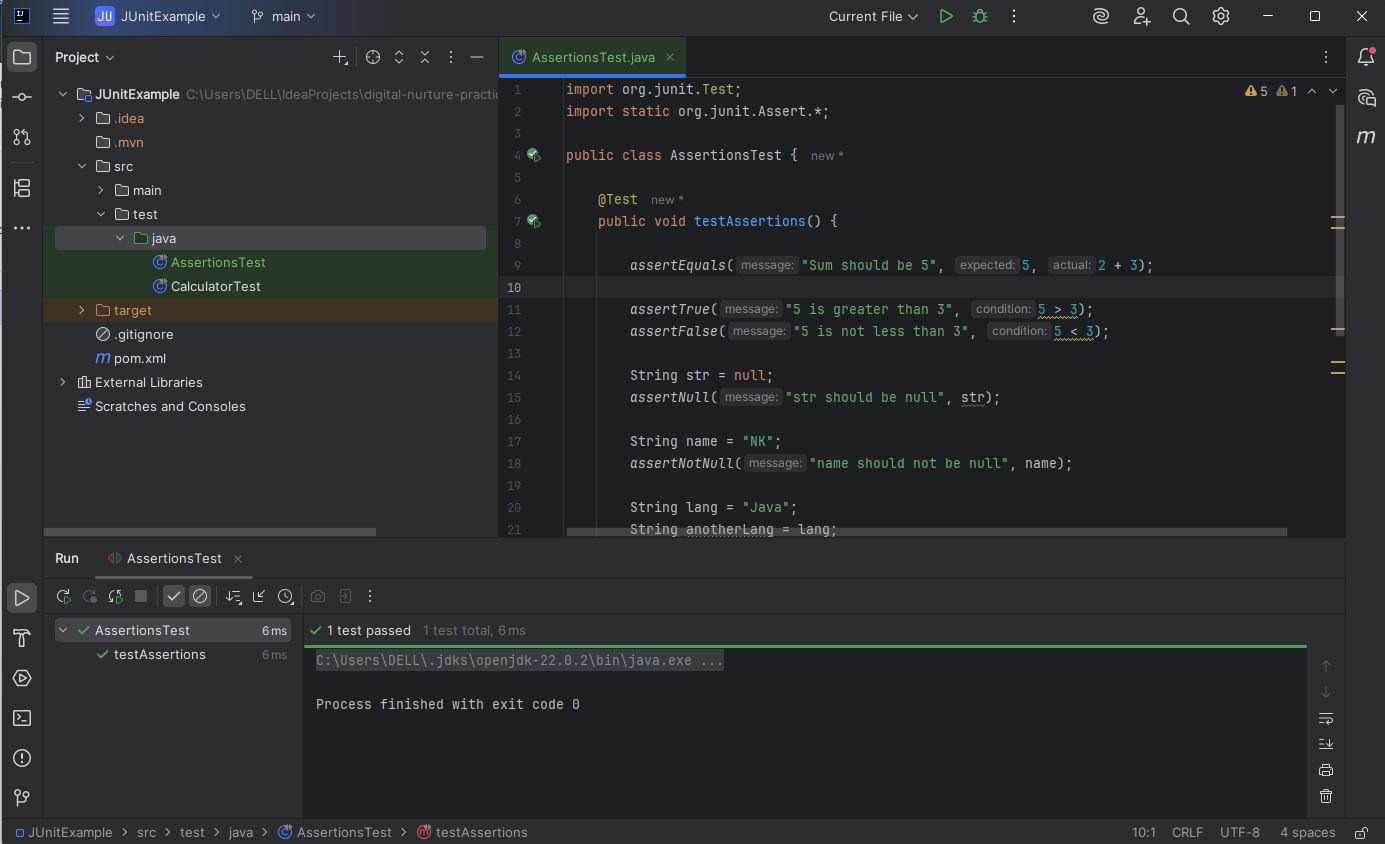 JU JUnitExample main Current File
Project
AssertionsTest.java
JUnitExample C:\Users\DELL\IdeaProjects\digital-nurture-practic
.idea
.mvn
src
main
test
java
AssertionsTest
CalculatorTest
target
.gitignore
pom.xml
External Libraries
Scratches and Consoles
5 1
1 import org.junit.Test;
2 import static org.junit.Assert.*;
3
4 public class AssertionsTest { new *
5
6 @Test new *
7 public void testAssertions() {
8
9 assertEquals( message: "Sum should be 5", expected: 5, actual: 2 + 3);
10
11 assertTrue( message: "5 is greater than 3", condition: 5 > 3);
12 assertFalse( message: "5 is not less than 3", condition: 5 < 3);
13
14 String str = null;
15 assertNull( message: "str should be null", str);
16
17 String name = "NK";
18 assertNotNull( message: "name should not be null", name);
19
20 String lang = "Java";
21 String anotherLang = lang;
Run AssertionsTest
AssertionsTest 6 ms
testAssertions 6 ms
1 test passed 1 test total, 6 ms
C:\Users\DELL\.jdks\openjdk-22.0.2\bin\java.exe ...
Process finished with exit code 0
JUnitExample > src > test > java > AssertionsTest > testAssertions
10:1 CRLF UTF-8 4 spaces